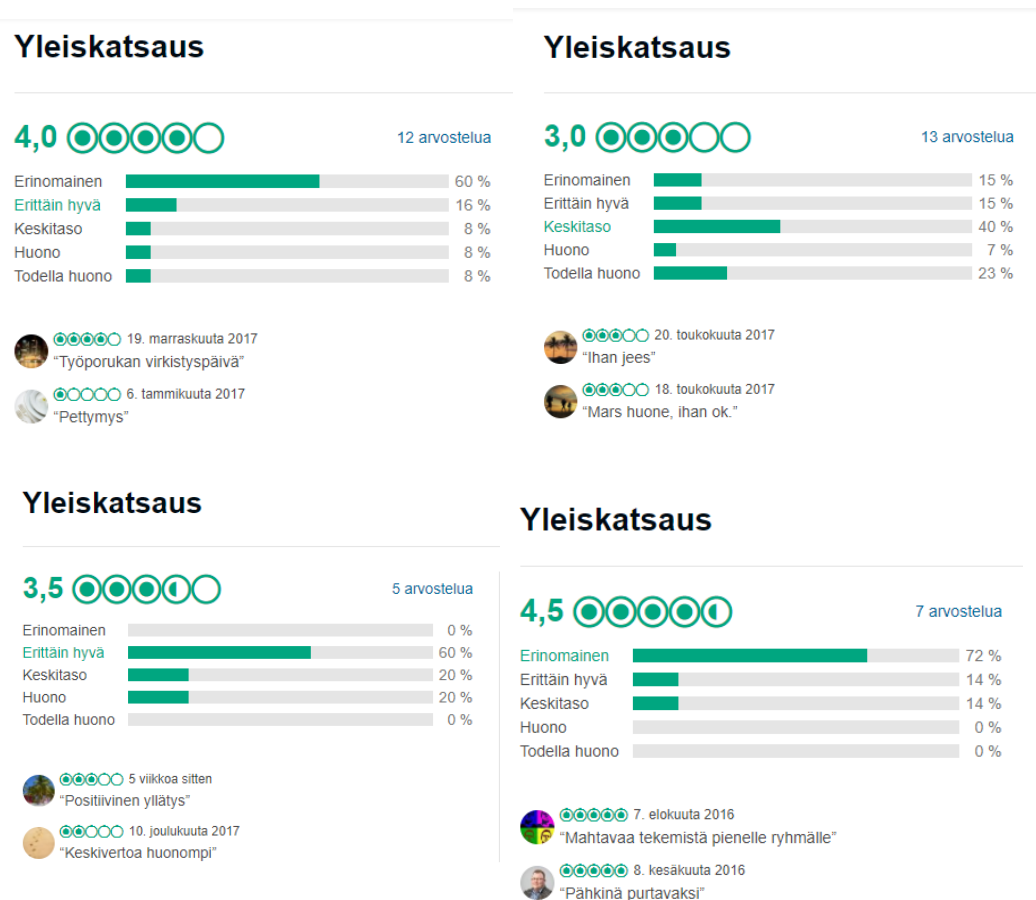 Yleiskatsaus
4,0 12 arvostelua
Erinomainen 60 %
Erittäin hyvä 16 %
Keskitaso 8 %
Huono 8 %
Todella huono 8 %
19. marraskuuta 2017
“Työporukan virkistyspäivä”
6. tammikuuta 2017
“Pettymys”
Yleiskatsaus
3,0 13 arvostelua
Erinomainen 15 %
Erittäin hyvä 15 %
Keskitaso 40 %
Huono 7 %
Todella huono 23 %
20. toukokuuta 2017
“Ihan jees”
18. toukokuuta 2017
“Mars huone, ihan ok.”
Yleiskatsaus
3,5 5 arvostelua
Erinomainen 0 %
Erittäin hyvä 60 %
Keskitaso 20 %
Huono 20 %
Todella huono 0 %
5 viikkoa sitten
“Positiivinen yllätys”
10. joulukuuta 2017
“Keskivertoa huonompi”
Yleiskatsaus
4,5 7 arvostelua
Erinomainen 72 %
Erittäin hyvä 14 %
Keskitaso 14 %
Huono 0 %
Todella huono 0 %
7. elokuuta 2016
“Mahtavaa tekemistä pienelle ryhmälle”
8. kesäkuuta 2016
“Pähkinä purtavaksi”